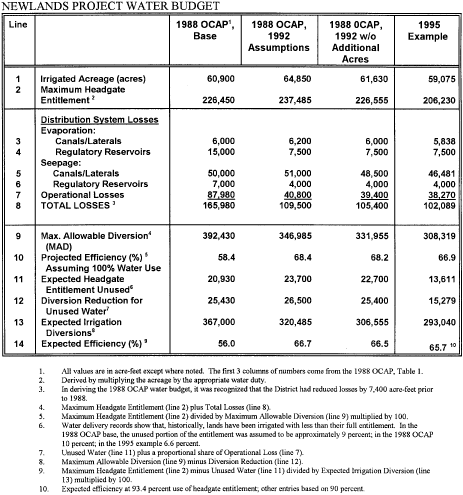 NEWLANDS PROJECT WATER BUDGET
Line 1988 OCAP1, 1988 OCAP, 1988 OCAP, 1995
Base 1992 1992 w/o Example
Assumptions Additional
Acres
1 Irrigated Acreage (acres) 60,900 64,850 61,630 59,075
2 Maximum Headgate
Entitlement 2 226,450 237,485 226,555 206,230
Distribution System Losses
Evaporation:
3 Canals/Laterals 6,000 6,200 6,000 5,838
4 Regulatory Reservoirs 15,000 7,500 7,500 7,500
Seepage:
5 Canals/Laterals 50,000 51,000 48,500 46,481
6 Regulatory Reservoirs 7,000 4,000 4,000 4,000
7 Operational Losses 87,980 40,800 39,400 38,270
8 TOTAL LOSSES 3 165,980 109,500 105,400 102,089
9 Max. Allowable Diversion4 392,430 346,985 331,955 308,319
(MAD)
10 Projected Efficiency (%) 5 58.4 68.4 68.2 66.9
Assuming 100% Water Use
11 Expected Headgate 20,930 23,700 22,700 13,611
Entitlement Unused6
12 Diversion Reduction for 25,430 26,500 25,400 15,279
Unused Water7
13 Expected Irrigation 367,000 320,485 306,555 293,040
Diversions8
14 Expected Efficiency (%) 9 56.0 66.7 66.5 65.7 10
1. All values are in acre-feet except where noted. The first 3 columns of numbers come from the 1988 OCAP, Table 1.
2. Derived by multiplying the acreage by the appropriate water duty.
3. In deriving the 1988 OCAP water budget, it was recognized that the District had reduced losses by 7,400 acre-feet prior
to 1988.
4. Maximum Headgate Entitlement (line 2) plus Total Losses (line 8).
5. Maximum Headgate Entitlement (line 2) divided by Maximum Allowable Diversion (line 9) multiplied by 100.
6. Water delivery records show that, historically, lands have been irrigated with less than their full entitlement. In the
1988 OCAP base, the unused portion of the entitlement was assumed to be approximately 9 percent; in the 1988 OCAP
10 percent; in the 1995 example 6.6 percent.
7. Unused Water (line 11) plus a proportional share of Operational Loss (line 7).
8. Maximum Allowable Diversion (line 9) minus Diversion Reduction (line 12).
9. Maximum Headgate Entitlement (line 2) minus Unused Water (line 11) divided by Expected Irrigation Diversion (line
13) multiplied by 100.
10. Expected efficiency at 93.4 percent use of headgate entitlement; other entries based on 90 percent.